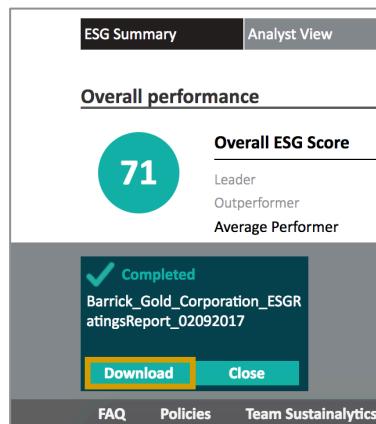 ESG Summary Analyst View
Overall performance
71
Overall ESG Score
Leader
Outperformer
Average Performer
Completed
Barrick_Gold_Corporation_ESGR
atingsReport_02092017
Download Close
FAQ Policies Team Sustainalytics